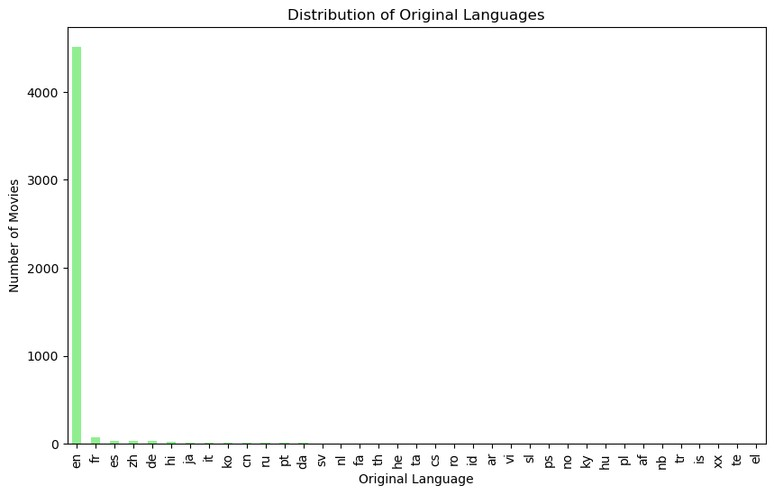 Distribution of Original Languages
Number of Movies
4000
3000
2000
1000
0
en fr es zh de hi ja it ko cn ru pt da sv nl fa th he ta cs ro id ar vi sl ps no ky hu pl af nb tr is xx te el
Original Language